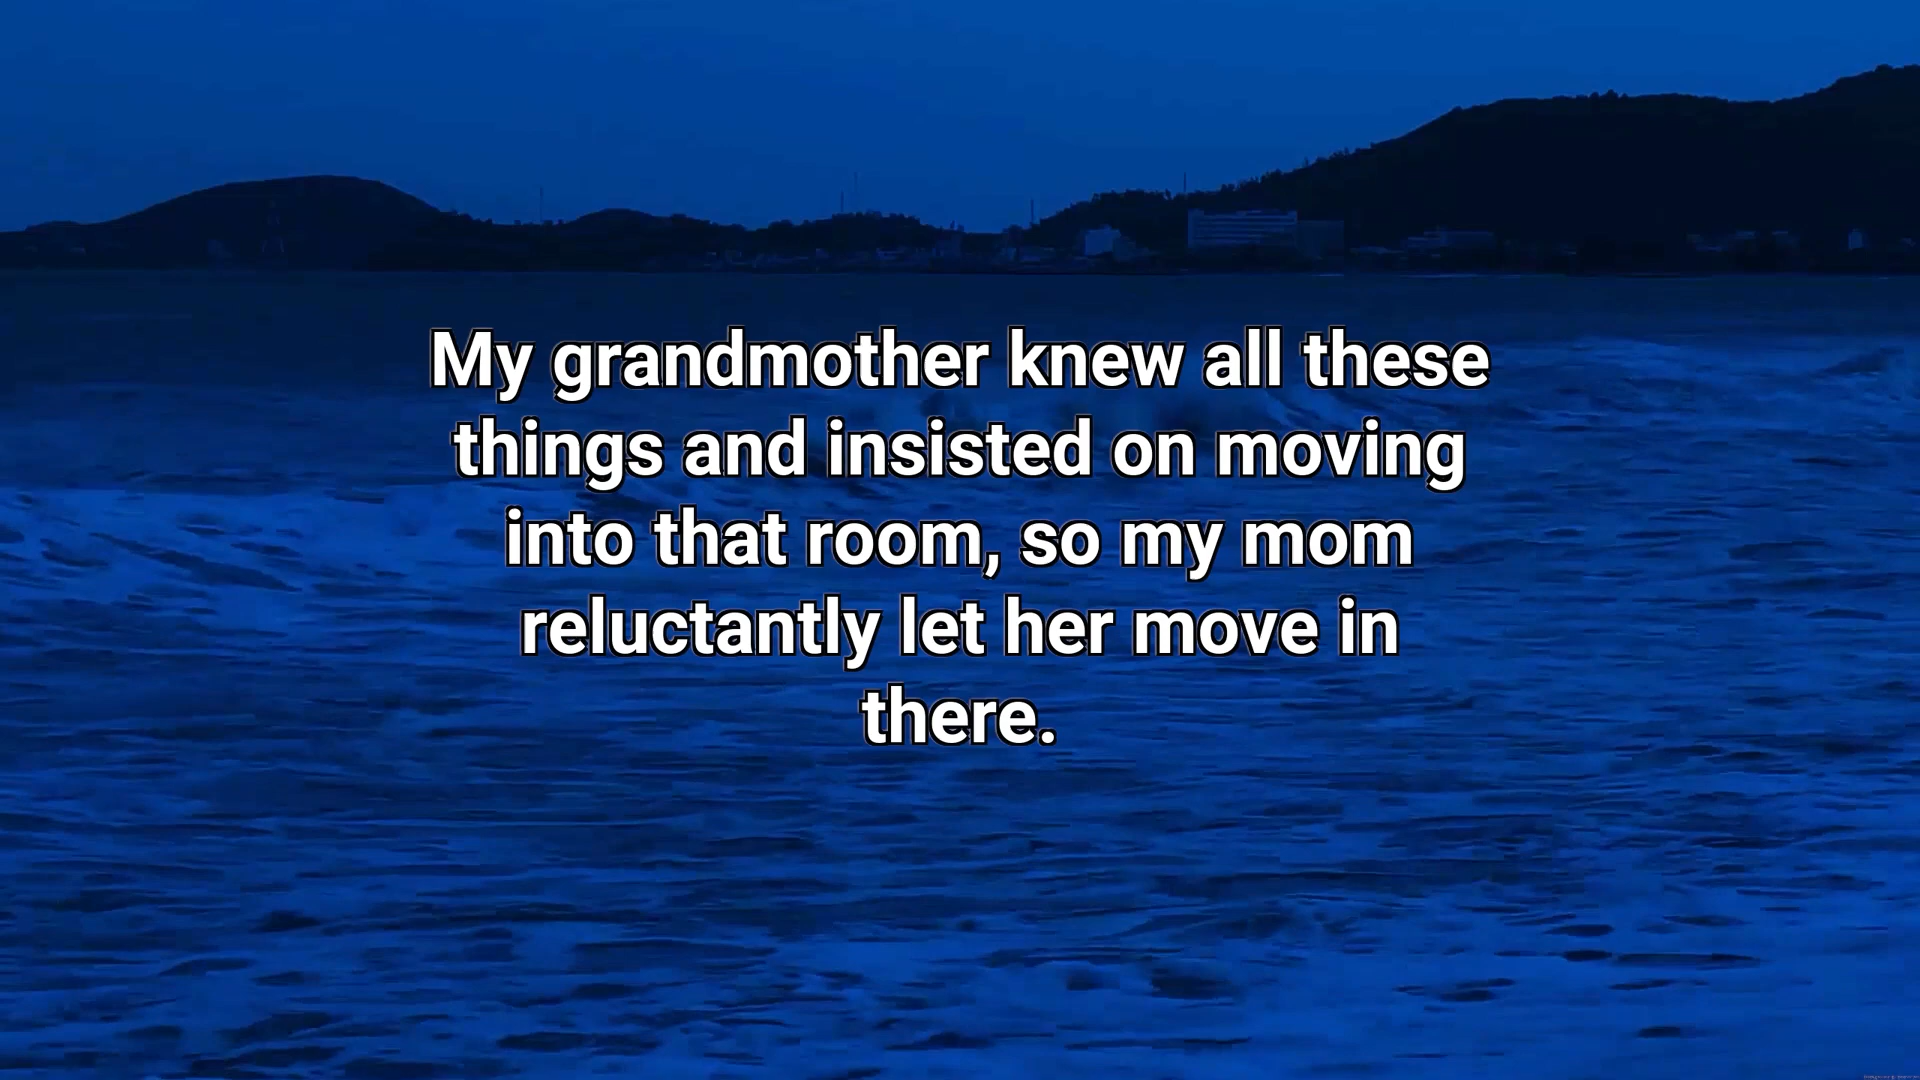 My grandmother knew all these
things and insisted on moving
into that room, so my mom
reluctantly let her move in
there.